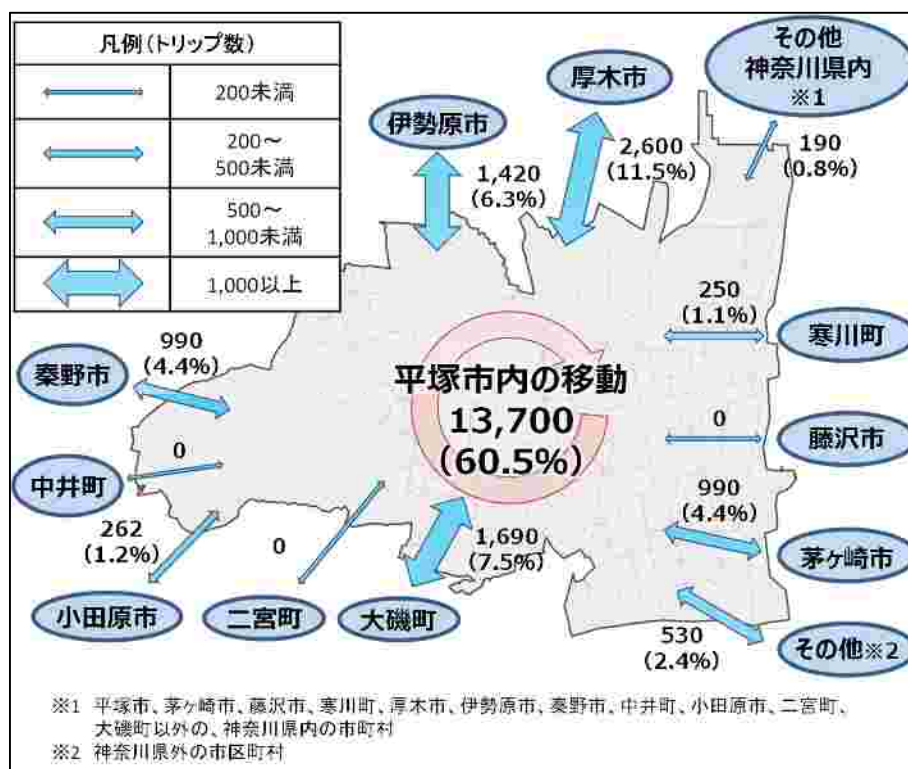 凡例(トリップ数)
200未満
200～
500未満
500～
1,000未満
1,000以上
その他
神奈川県内
※1
190
(0.8%)
厚木市
2,600
(11.5%)
伊勢原市
1,420
(6.3%)
250
(1.1%)
寒川町
990
(4.4%)
秦野市
平塚市内の移動
13,700
(60.5%)
0
藤沢市
0
中井町
990
(4.4%)
茅ヶ崎市
262
(1.2%)
小田原市
0
二宮町
1,690
(7.5%)
大磯町
530
(2.4%)
その他※2
※1 平塚市、茅ヶ崎市、藤沢市、寒川町、厚木市、伊勢原市、秦野市、中井町、小田原市、二宮町、
大磯町以外の、神奈川県内の市町村
※2 神奈川県外の市区町村